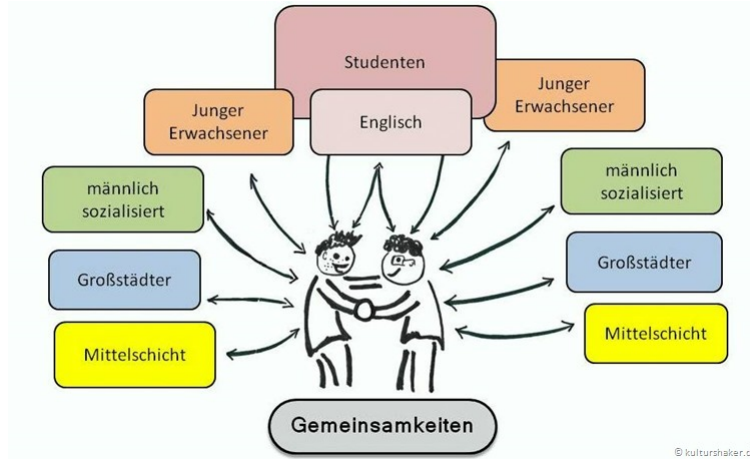 Studenten
Junger
Erwachsener
Englisch
Junger
Erwachsener
männlich
sozialisiert
männlich
sozialisiert
Großstädter
Großstädter
Mittelschicht
Mittelschicht
Gemeinsamkeiten
© kulturshaker.c